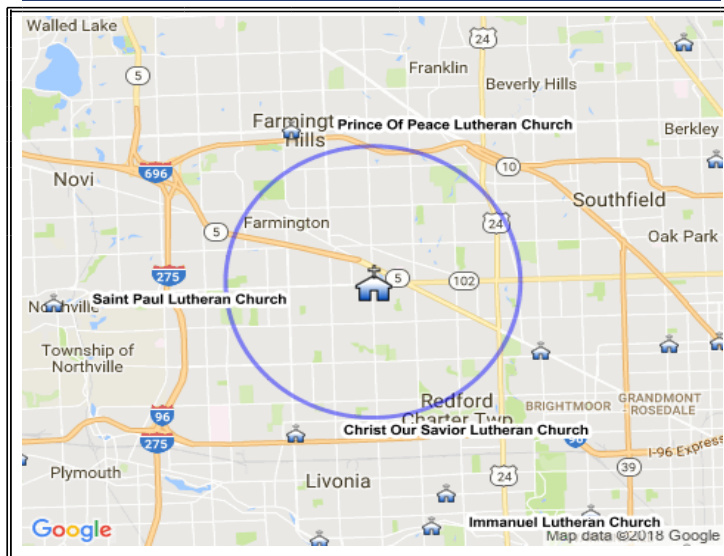 Walled Lake
24
5
Franklin
Beverly Hills
Farmingt
Hills
Prince Of Peace Lutheran Church
Berkley
696
10
Novi
Southfield
5
Farmington
24
Oak Park
275
5
102
Saint Paul Lutheran Church
Township of
Northville
Redford
Charter Twp
BRIGHTMOOR
GRANDMONT
-ROSEDALE
96
Christ Our Savior Lutheran Church
275
96
I-96 Express
39
Plymouth
Livonia
24
Immanuel Lutheran Church
Google
Map data ©2018 Google